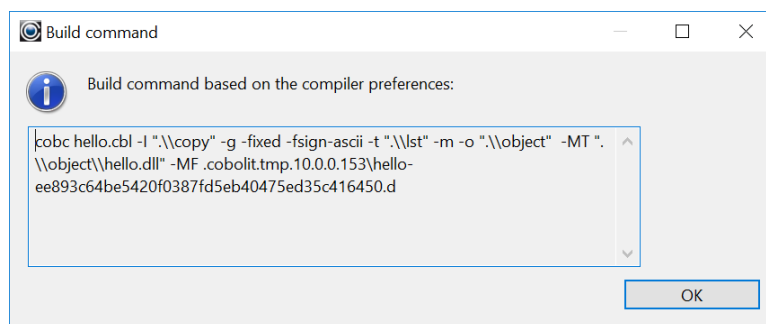 Build command
Build command based on the compiler preferences:
cobc hello.cbl -I ".\\copy" -g -fixed -fsign-ascii -t ".\\lst" -m -o ".\\object"  -MT ".
\\object\\hello.dll" -MF .cobolit.tmp.10.0.0.153\hello-
ee893c64be5420f0387fd5eb40475ed35c416450.d
OK